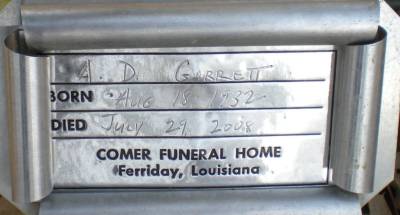 A. D. GARRETT
BORN Aug 18 1932
DIED July 29, 2008
COMER FUNERAL HOME
Ferriday, Louisiana